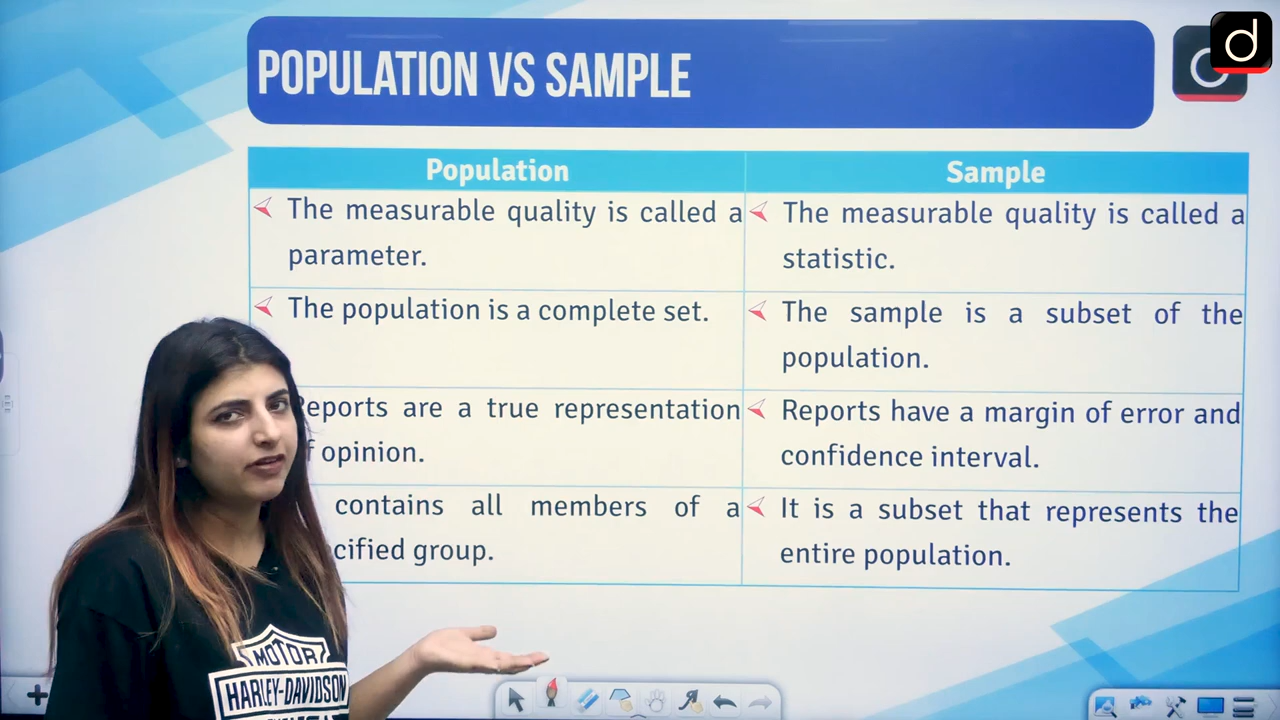 d
POPULATION VS SAMPLE
Population
Sample
The measurable quality is called a
parameter.
The measurable quality is called a
statistic.
The population is a complete set.
The sample is a subset of the
population.
are a true representation
opinion.
Reports have a margin of error and
confidence interval.
contains all members of a
group.
It is a subset that represents the
entire population.
MOTOR
HARLEY-DAVIDSON